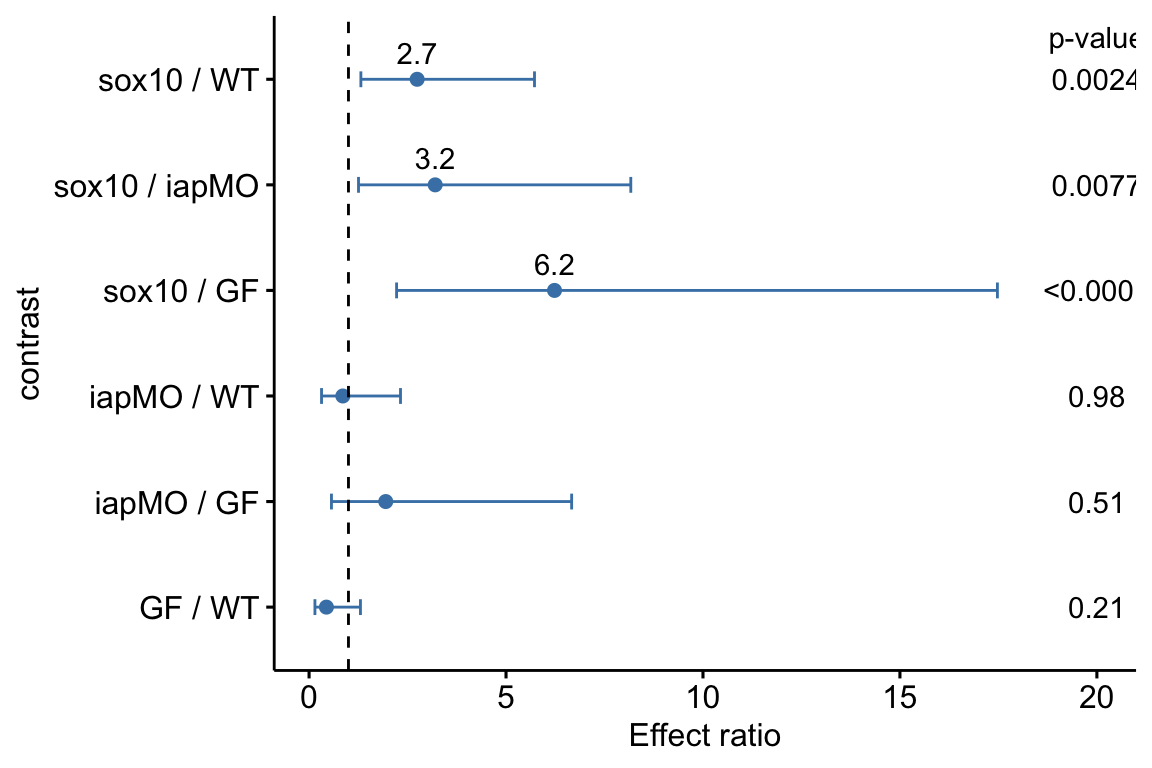 p-value
2.7
sox10 / WT 0.0024
3.2
sox10 / iapMO 0.0077
6.2
sox10 / GF <0.000
contrast
iapMO / WT 0.98
iapMO / GF 0.51
GF / WT 0.21
0 5 10 15 20
Effect ratio